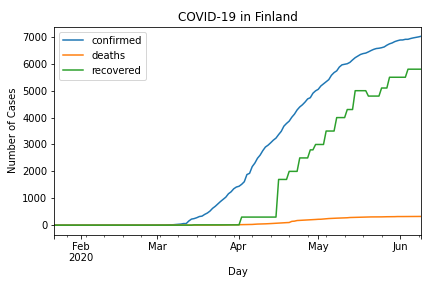 COVID-19 in Finland
confirmed
deaths
recovered
Number of Cases
7000
6000
5000
4000
3000
2000
1000
0
Feb
2020
Mar
Apr
May
Jun
Day